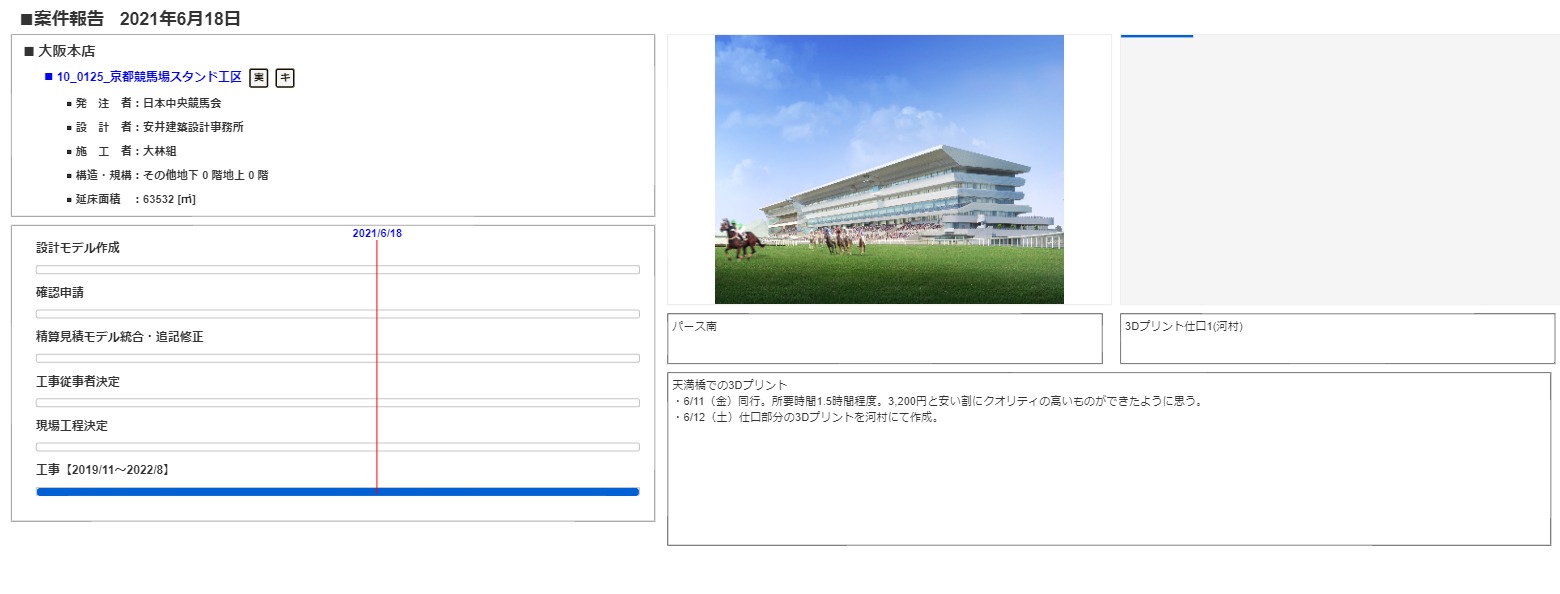 ■案件報告 2021年6月18日
■ 大阪本店
■ 10_0125_京都競馬場スタンド工区 実 キ
▪ 発 注 者：日本中央競馬会
▪ 設 計 者：安井建築設計事務所
▪ 施 工 者：大林組
▪ 構造・規構：その他地下 0 階地上 0 階
▪ 延床面積 ：63532 [㎡]
2021/6/18
設計モデル作成
確認申請
精算見積モデル統合・追記修正
工事従事者決定
現場工程決定
工事【2019/11～2022/8】
パース南
3Dプリント仕口1(河村)
天満橋での3Dプリント
・6/11（金）同行。所要時間1.5時間程度。3,200円と安い割にクオリティの高いものができたように思う。
・6/12（土）仕口部分の3Dプリントを河村にて作成。